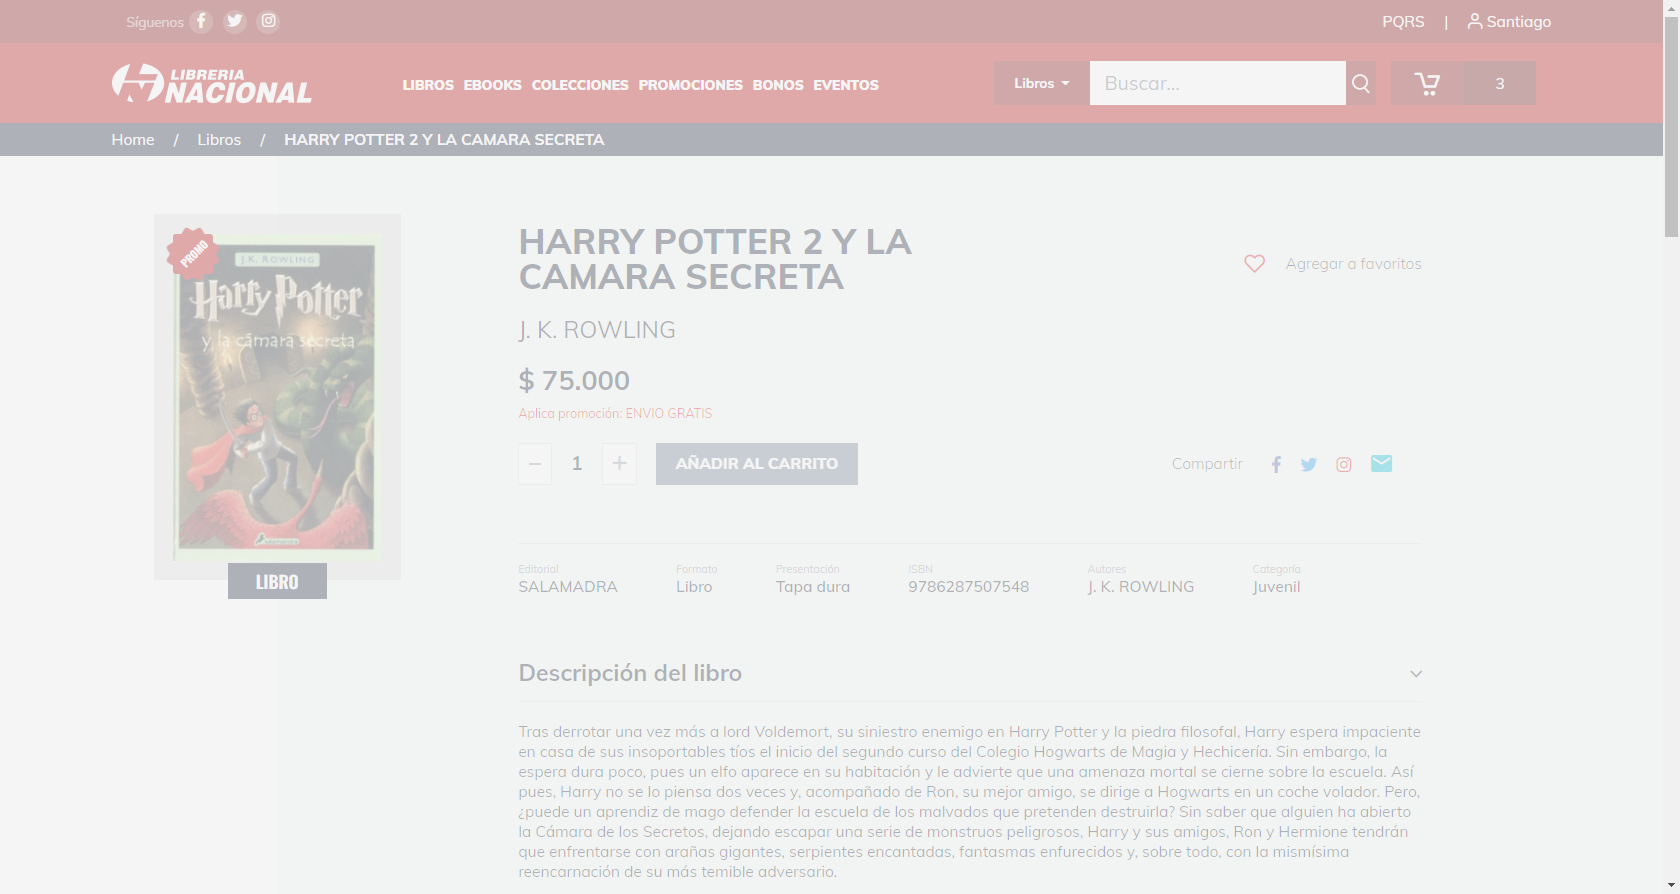 Síguenos
PQRS | Santiago
LIBRERIA
NACIONAL
LIBROS EBOOKS COLECCIONES PROMOCIONES BONOS EVENTOS
Libros
Buscar...
3
Home / Libros / HARRY POTTER 2 Y LA CAMARA SECRETA
PROMO
J.K. ROWLING
Harry Potter
y la cámara secreta
salamandra
LIBRO
HARRY POTTER 2 Y LA
CAMARA SECRETA
Agregar a favoritos
J. K. ROWLING
$ 75.000
Aplica promoción: ENVIO GRATIS
− 1 +
AÑADIR AL CARRITO
Compartir
Editorial Formato Presentación ISBN Autores Categoría
SALAMADRA Libro Tapa dura 9786287507548 J. K. ROWLING Juvenil
Descripción del libro
Tras derrotar una vez más a lord Voldemort, su siniestro enemigo en Harry Potter y la piedra filosofal, Harry espera impaciente
en casa de sus insoportables tíos el inicio del segundo curso del Colegio Hogwarts de Magia y Hechicería. Sin embargo, la
espera dura poco, pues un elfo aparece en su habitación y le advierte que una amenaza mortal se cierne sobre la escuela. Así
pues, Harry no se lo piensa dos veces y, acompañado de Ron, su mejor amigo, se dirige a Hogwarts en un coche volador. Pero,
¿puede un aprendiz de mago defender la escuela de los malvados que pretenden destruirla? Sin saber que alguien ha abierto
la Cámara de los Secretos, dejando escapar una serie de monstruos peligrosos, Harry y sus amigos, Ron y Hermione tendrán
que enfrentarse con arañas gigantes, serpientes encantadas, fantasmas enfurecidos y, sobre todo, con la mismísima
reencarnación de su más temible adversario.